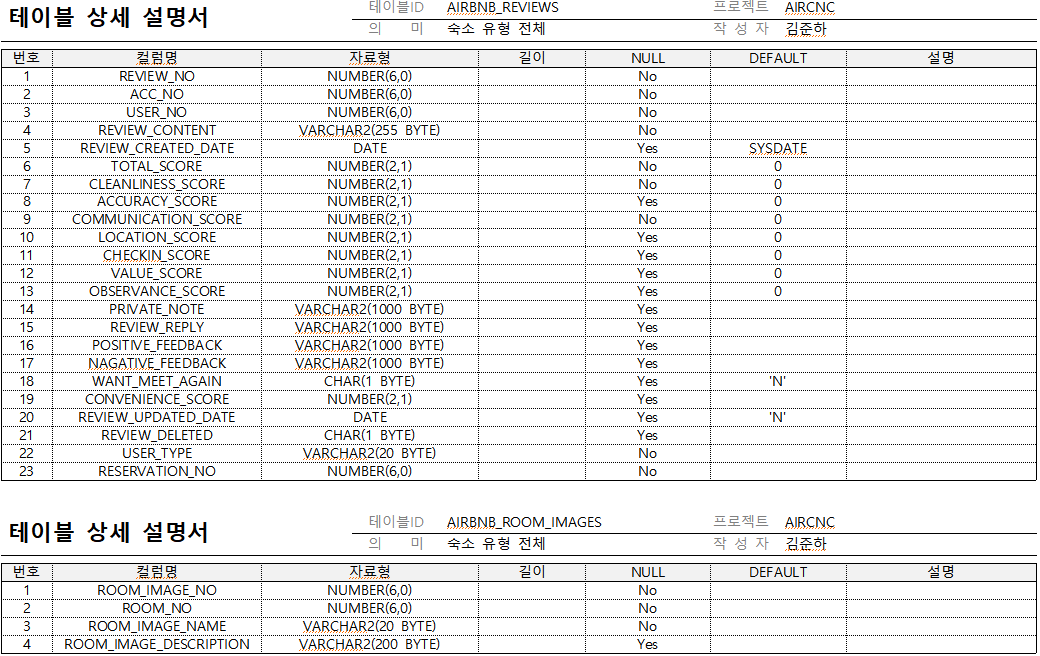 테이블 상세 설명서
테이블ID AIRBNB_REVIEWS 프로젝트 AIRCNC
의 미 숙소 유형 전체 작 성 자 김준하
번호 컬럼명 자료형 길이 NULL DEFAULT 설명
1 REVIEW_NO NUMBER(6,0) No
2 ACC_NO NUMBER(6,0) No
3 USER_NO NUMBER(6,0) No
4 REVIEW_CONTENT VARCHAR2(255 BYTE) No
5 REVIEW_CREATED_DATE DATE Yes SYSDATE
6 TOTAL_SCORE NUMBER(2,1) No 0
7 CLEANLINESS_SCORE NUMBER(2,1) No 0
8 ACCURACY_SCORE NUMBER(2,1) Yes 0
9 COMMUNICATION_SCORE NUMBER(2,1) No 0
10 LOCATION_SCORE NUMBER(2,1) Yes 0
11 CHECKIN_SCORE NUMBER(2,1) Yes 0
12 VALUE_SCORE NUMBER(2,1) Yes 0
13 OBSERVANCE_SCORE NUMBER(2,1) Yes 0
14 PRIVATE_NOTE VARCHAR2(1000 BYTE) Yes
15 REVIEW_REPLY VARCHAR2(1000 BYTE) Yes
16 POSITIVE_FEEDBACK VARCHAR2(1000 BYTE) Yes
17 NAGATIVE_FEEDBACK VARCHAR2(1000 BYTE) Yes
18 WANT_MEET_AGAIN CHAR(1 BYTE) Yes 'N'
19 CONVENIENCE_SCORE NUMBER(2,1) Yes
20 REVIEW_UPDATED_DATE DATE Yes 'N'
21 REVIEW_DELETED CHAR(1 BYTE) Yes
22 USER_TYPE VARCHAR2(20 BYTE) No
23 RESERVATION_NO NUMBER(6,0) No
테이블 상세 설명서
테이블ID AIRBNB_ROOM_IMAGES 프로젝트 AIRCNC
의 미 숙소 유형 전체 작 성 자 김준하
번호 컬럼명 자료형 길이 NULL DEFAULT 설명
1 ROOM_IMAGE_NO NUMBER(6,0) No
2 ROOM_NO NUMBER(6,0) No
3 ROOM_IMAGE_NAME VARCHAR2(20 BYTE) No
4 ROOM_IMAGE_DESCRIPTION VARCHAR2(200 BYTE) Yes